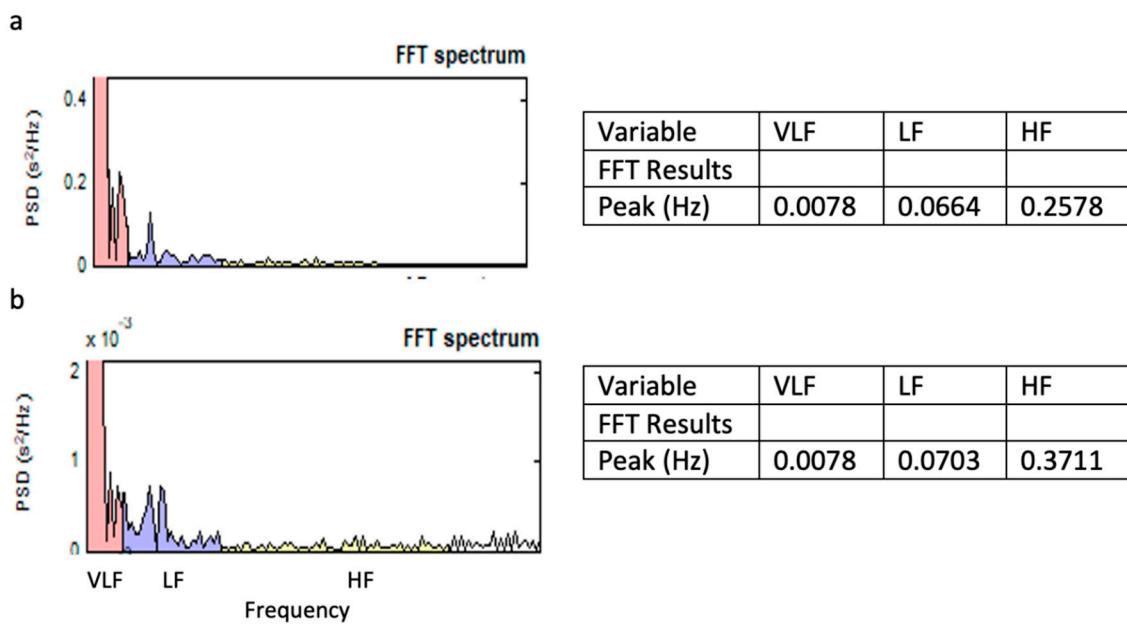 a
FFT spectrum
PSD (s²/Hz)
0.4
0.2
0
Variable VLF LF HF
FFT Results
Peak (Hz) 0.0078 0.0664 0.2578
b
x 10⁻³
FFT spectrum
PSD (s²/Hz)
2
1
0
VLF LF HF
Frequency
Variable VLF LF HF
FFT Results
Peak (Hz) 0.0078 0.0703 0.3711